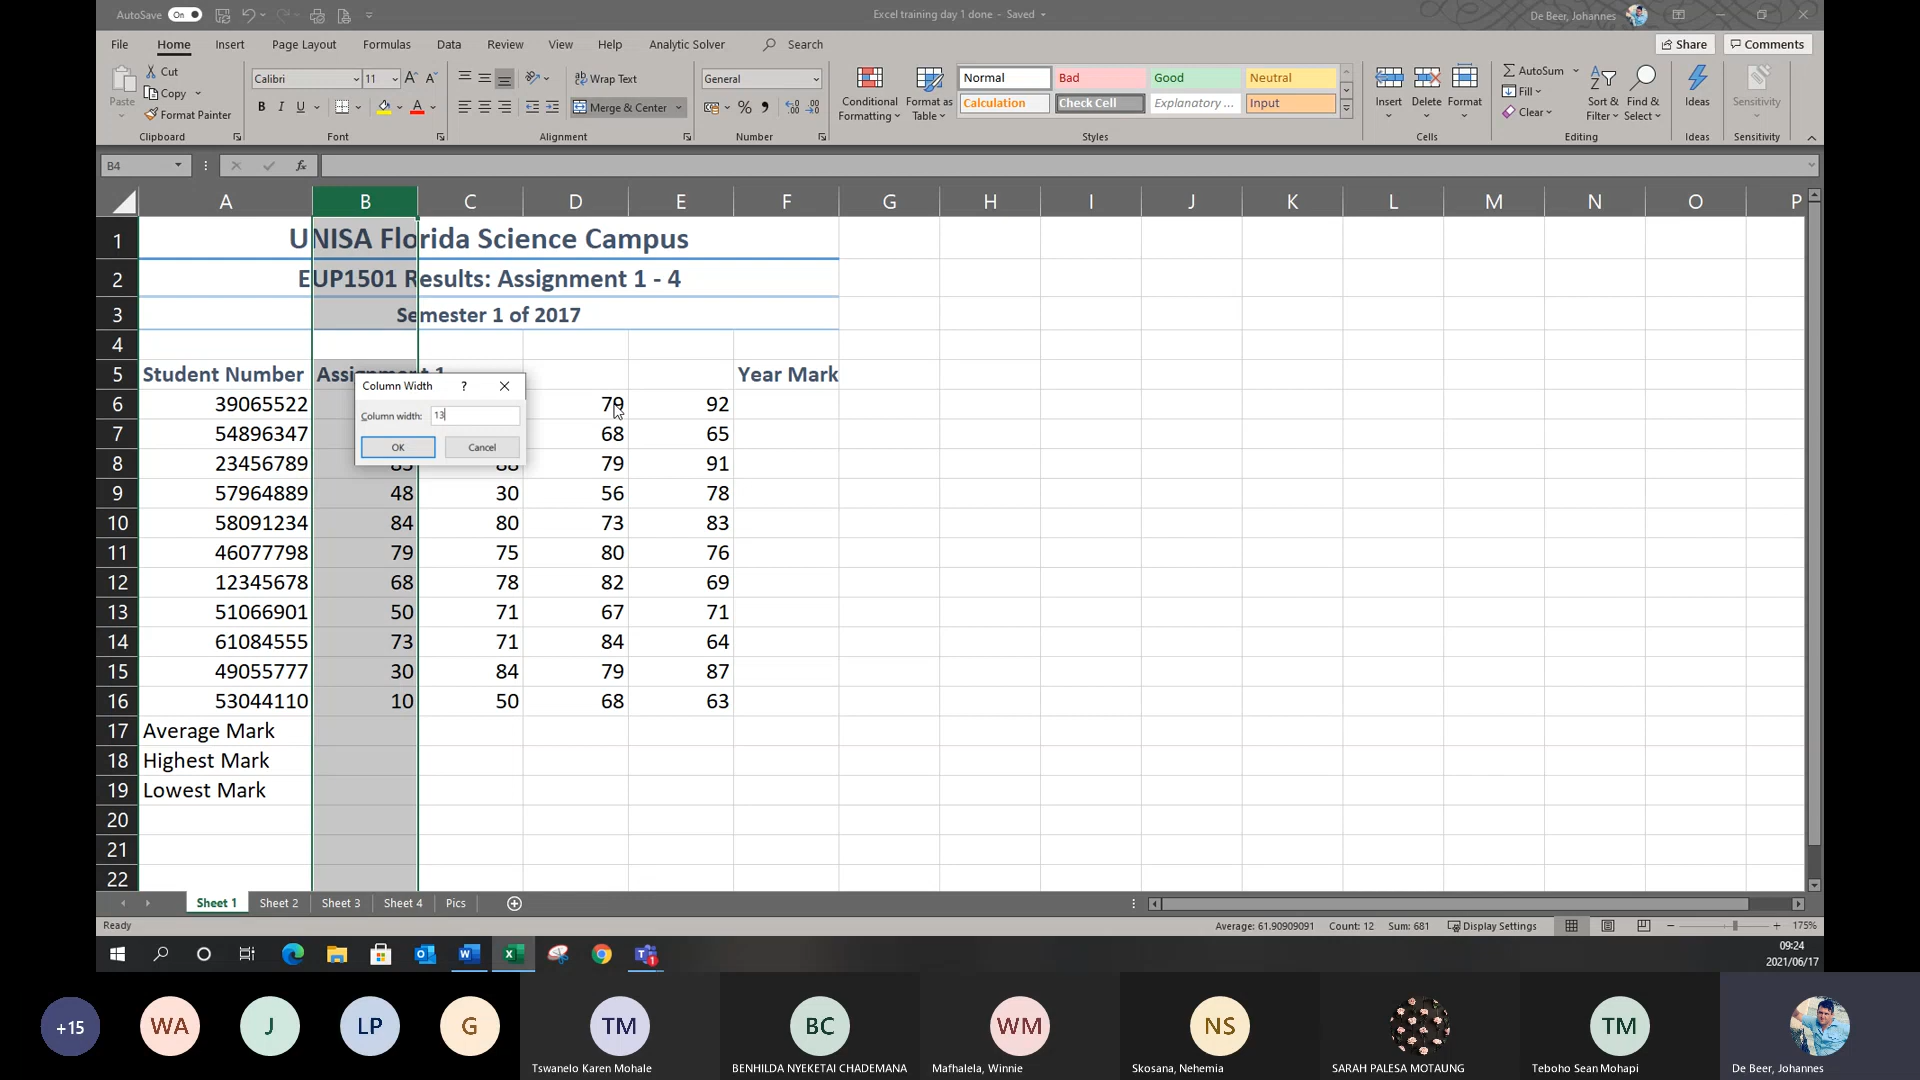 AutoSave On
Excel training day 1 done - Saved
De Beer, Johannes
File Home Insert Page Layout Formulas Data Review View Help Analytic Solver Search
Share Comments
Paste
Cut
Copy
Format Painter
Clipboard
Calibri 11
B I U
Font
Wrap Text
Merge & Center
Alignment
General
Number
Conditional Formatting
Format as Table
Normal Bad Good Neutral
Calculation Check Cell Explanatory ... Input
Styles
Insert Delete Format
Cells
AutoSum
Fill
Clear
Sort & Filter
Find & Select
Editing
Ideas
Ideas
Sensitivity
Sensitivity
B4 fx
A B C D E F G H I J K L M N O P
1 UNISA Florida Science Campus
2 EUP1501 Results: Assignment 1 - 4
3 Semester 1 of 2017
4
5 Student Number Assignment 1 Year Mark
6 39065522 79 92
7 54896347 68 65
8 23456789 85 88 79 91
9 57964889 48 30 56 78
10 58091234 84 80 73 83
11 46077798 79 75 80 76
12 12345678 68 78 82 69
13 51066901 50 71 67 71
14 61084555 73 71 84 64
15 49055777 30 84 79 87
16 53044110 10 50 68 63
17 Average Mark
18 Highest Mark
19 Lowest Mark
20
21
22
Column Width ?
Column width: 13
OK Cancel
Sheet 1 Sheet 2 Sheet 3 Sheet 4 Pics
Ready
Average: 61.90909091 Count: 12 Sum: 681 Display Settings 175%
09:24
2021/06/17
+15 WA J LP G TM BC WM NS TM
Tswanelo Karen Mohale
BENHILDA NYEKETAI CHADEMANA
Mafhalela, Winnie
Skosana, Nehemia
SARAH PALESA MOTAUNG
Teboho Sean Mohapi
De Beer, Johannes